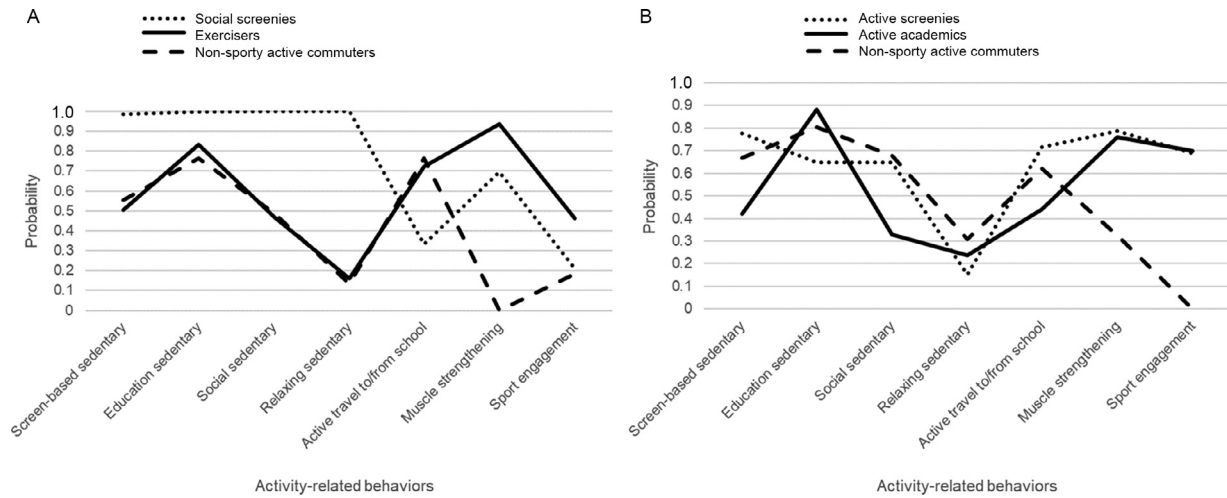 A
Social screenies
Exercisers
Non-sporty active commuters
1.0
0.9
0.8
0.7
0.6
0.5
0.4
0.3
0.2
0.1
0
Probability
Screen-based sedentary
Education sedentary
Social sedentary
Relaxing sedentary
Active travel to/from school
Muscle strengthening
Sport engagement
Activity-related behaviors
B
Active screenies
Active academics
Non-sporty active commuters
1.0
0.9
0.8
0.7
0.6
0.5
0.4
0.3
0.2
0.1
0
Probability
Screen-based sedentary
Education sedentary
Social sedentary
Relaxing sedentary
Active travel to/from school
Muscle strengthening
Sport engagement
Activity-related behaviors